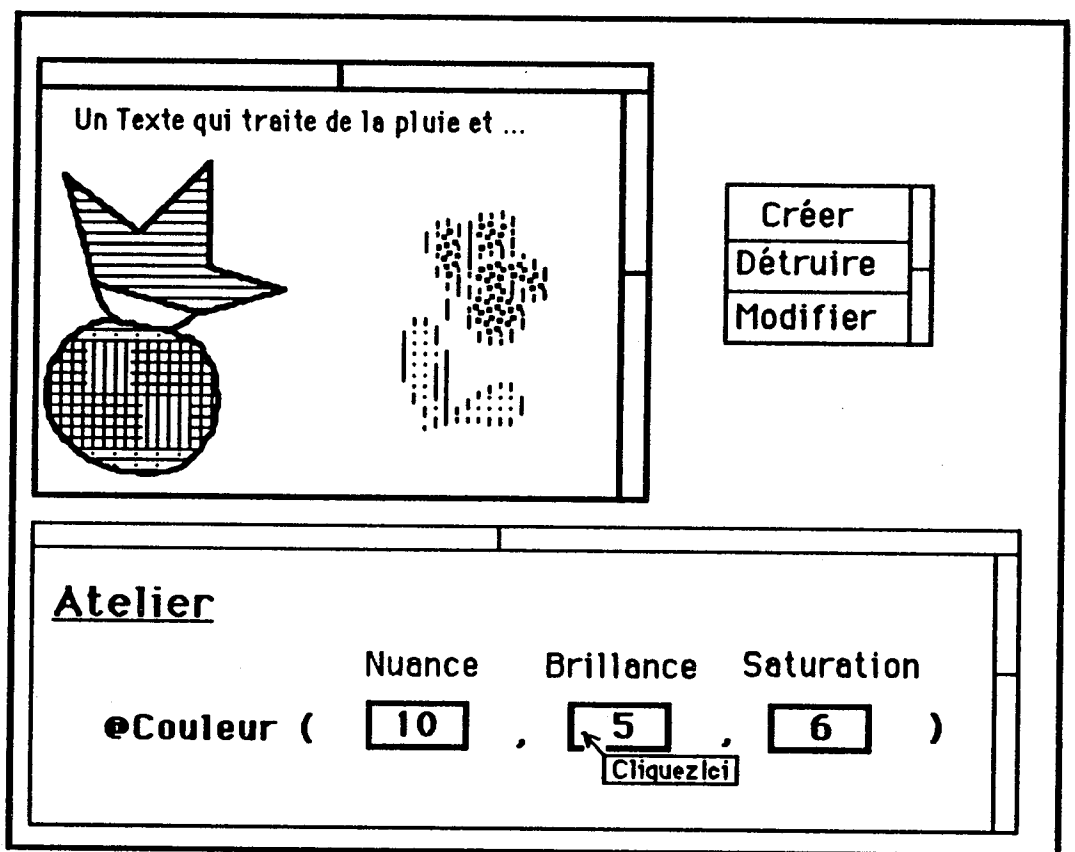 Un Texte qui traite de la pluie et ...
Créer
Détruire
Modifier
Atelier
Nuance Brillance Saturation
@Couleur ( 10 , 5 , 6 )
CliquezIci